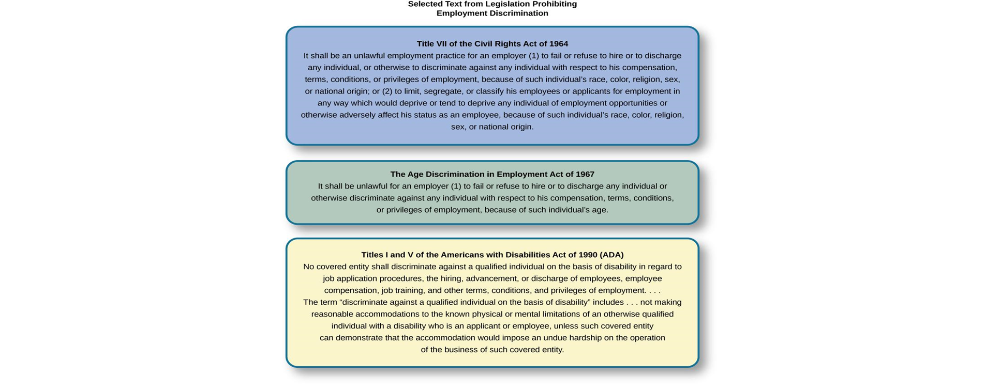 Selected Text from Legislation Prohibiting
Employment Discrimination
Title VII of the Civil Rights Act of 1964
It shall be an unlawful employment practice for an employer (1) to fail or refuse to hire or to discharge
any individual, or otherwise to discriminate against any individual with respect to his compensation,
terms, conditions, or privileges of employment, because of such individual’s race, color, religion, sex,
or national origin; or (2) to limit, segregate, or classify his employees or applicants for employment in
any way which would deprive or tend to deprive any individual of employment opportunities or
otherwise adversely affect his status as an employee, because of such individual’s race, color, religion,
sex, or national origin.
The Age Discrimination in Employment Act of 1967
It shall be unlawful for an employer (1) to fail or refuse to hire or to discharge any individual or
otherwise discriminate against any individual with respect to his compensation, terms, conditions,
or privileges of employment, because of such individual’s age.
Titles I and V of the Americans with Disabilities Act of 1990 (ADA)
No covered entity shall discriminate against a qualified individual on the basis of disability in regard to
job application procedures, the hiring, advancement, or discharge of employees, employee
compensation, job training, and other terms, conditions, and privileges of employment. . . .
The term “discriminate against a qualified individual on the basis of disability” includes . . . not making
reasonable accommodations to the known physical or mental limitations of an otherwise qualified
individual with a disability who is an applicant or employee, unless such covered entity
can demonstrate that the accommodation would impose an undue hardship on the operation
of the business of such covered entity.